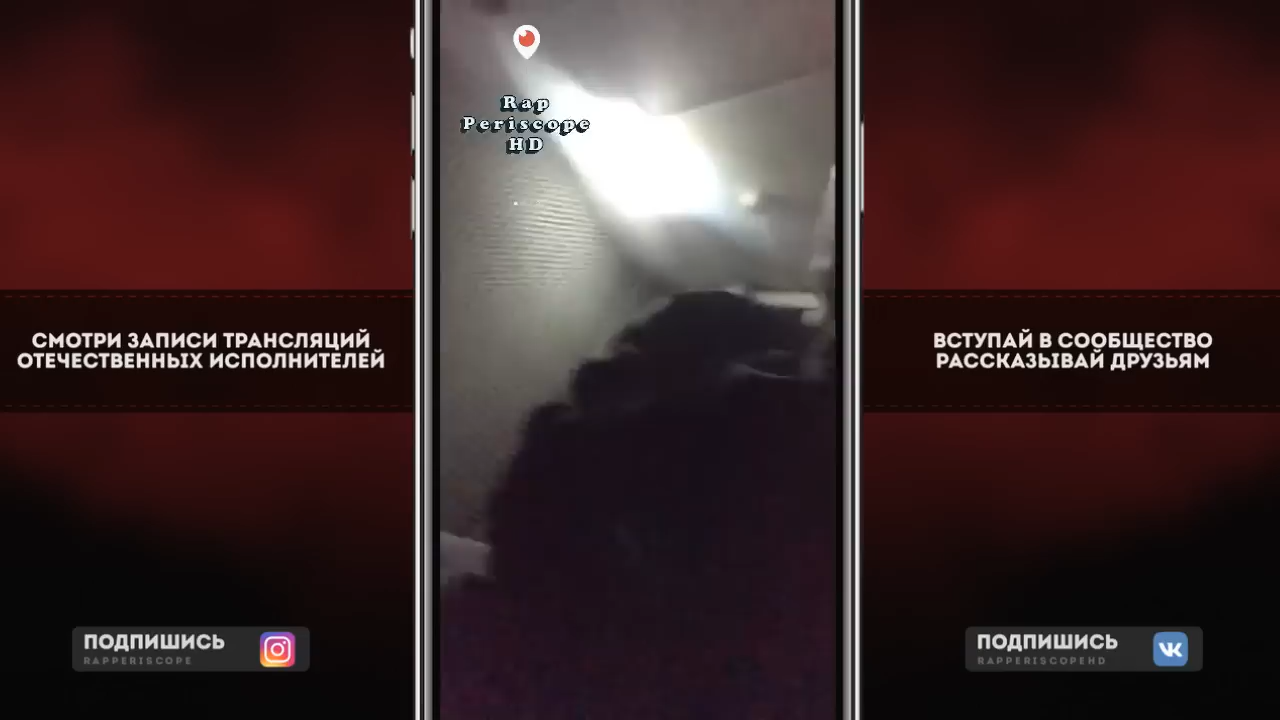 Rap
Periscope
HD
СМОТРИ ЗАПИСИ ТРАНСЛЯЦИЙ
ОТЕЧЕСТВЕННЫХ ИСПОЛНИТЕЛЕЙ
ВСТУПАЙ В СООБЩЕСТВО
РАССКАЗЫВАЙ ДРУЗЬЯМ
ПОДПИШИСЬ
RAPPERISCOPE
ПОДПИШИСЬ
RAPPERISCOPEHD